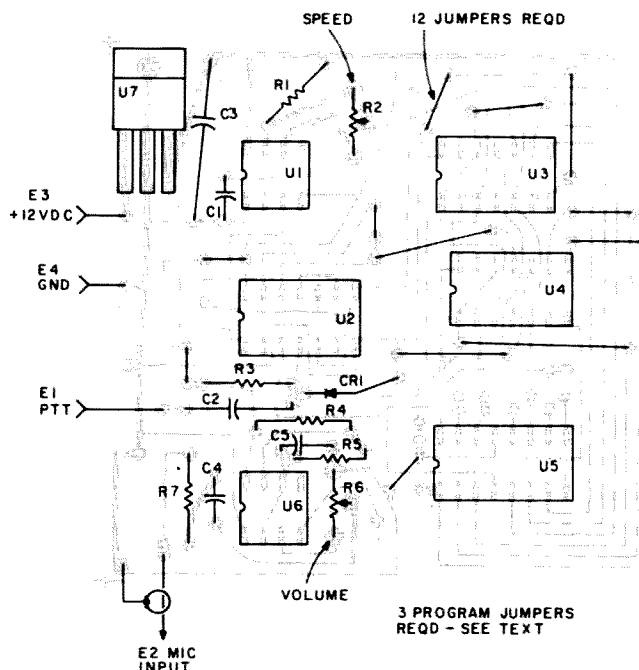 SPEED
12 JUMPERS REQD
U7
C3
R1
R2
U1
U3
C1
E3
+12VDC
E4
GND
U2
U4
R3
CR1
E1
PTT
C2
R4
C5
R5
R7
C4
U6
R6
U5
VOLUME
3 PROGRAM JUMPERS
REQD - SEE TEXT
E2 MIC
INPUT